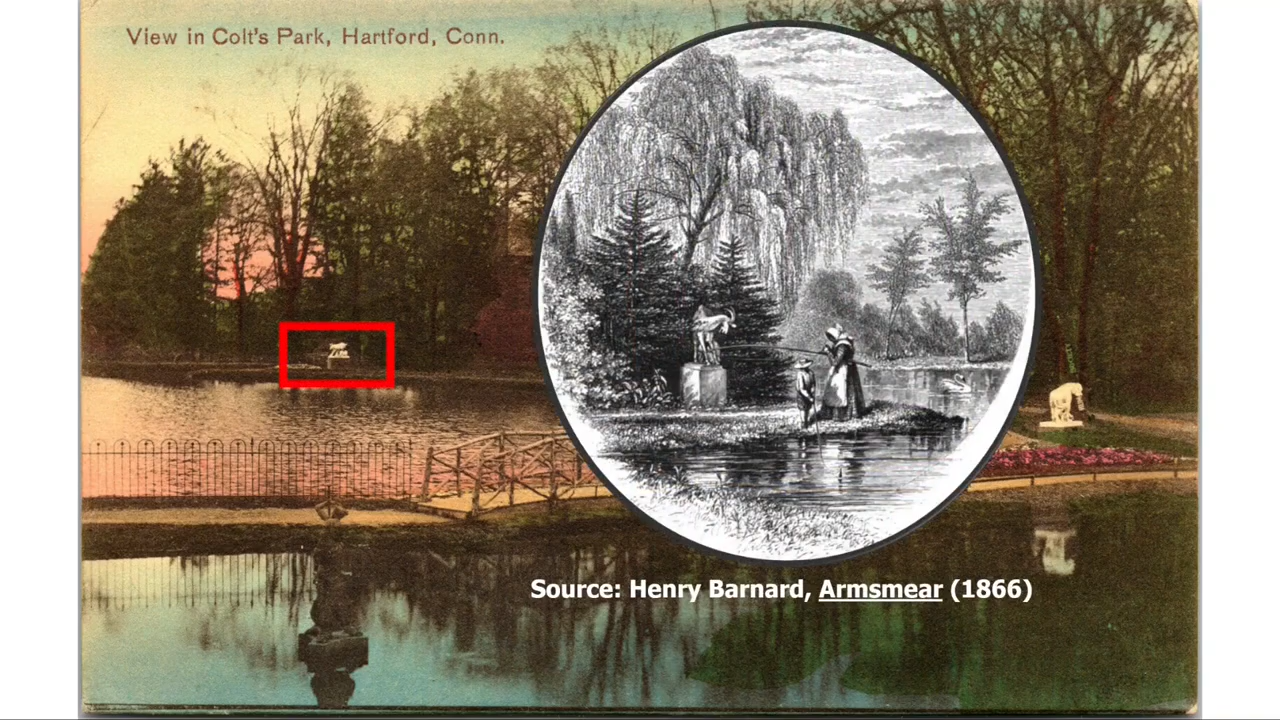 View in Colt's Park, Hartford, Conn.
Source: Henry Barnard, Armsmear (1866)